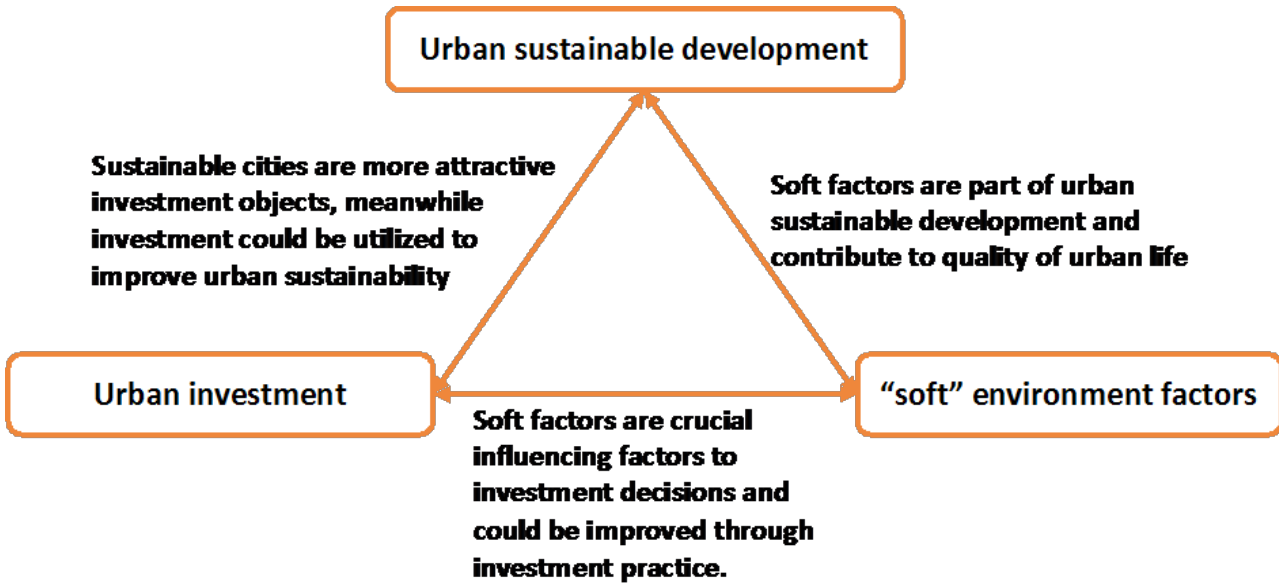 Urban sustainable development
Sustainable cities are more attractive
investment objects, meanwhile
investment could be utilized to
improve urban sustainability
Soft factors are part of urban
sustainable development and
contribute to quality of urban life
Urban investment
“soft” environment factors
Soft factors are crucial
influencing factors to
investment decisions and
could be improved through
investment practice.